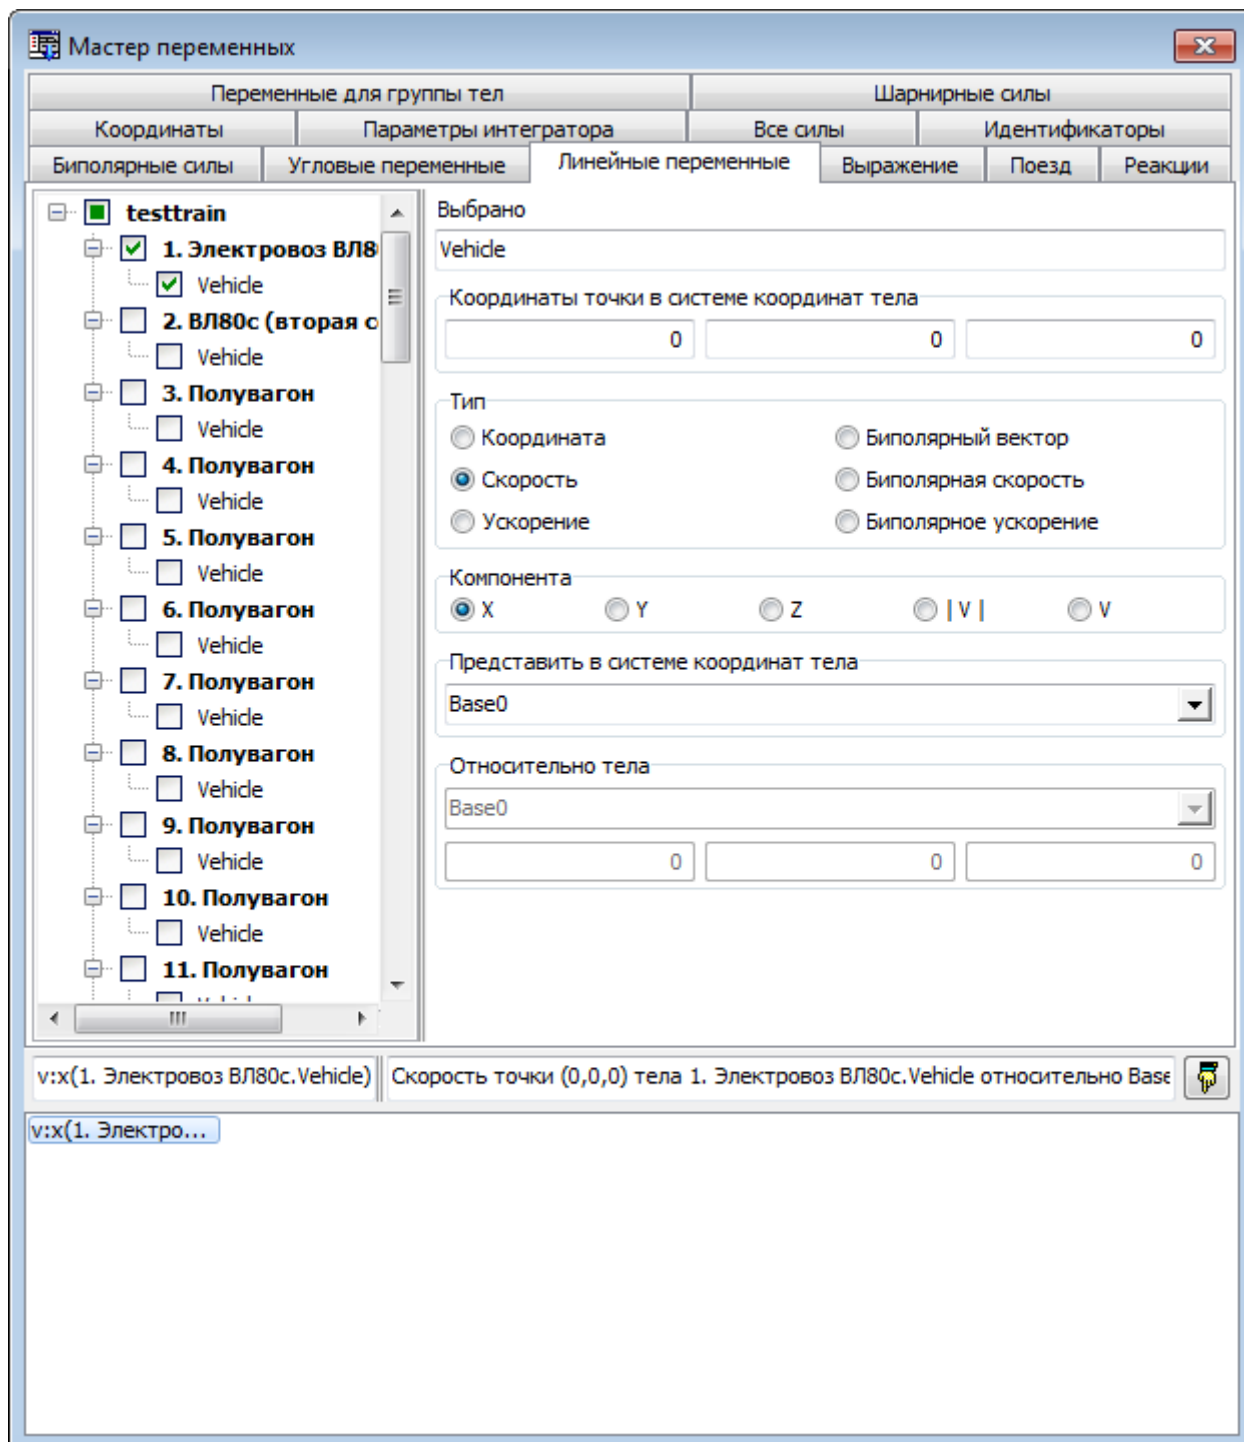 Мастер переменных
Переменные для группы тел Шарнирные силы
Координаты Параметры интегратора Все силы Идентификаторы
Биполярные силы Угловые переменные Линейные переменные Выражение Поезд Реакции
testtrain
1. Электровоз ВЛ8
Vehicle
2. ВЛ80с (вторая с
Vehicle
3. Полувагон
Vehicle
4. Полувагон
Vehicle
5. Полувагон
Vehicle
6. Полувагон
Vehicle
7. Полувагон
Vehicle
8. Полувагон
Vehicle
9. Полувагон
Vehicle
10. Полувагон
Vehicle
11. Полувагон
Выбрано
Vehicle
Координаты точки в системе координат тела
0 0 0
Тип
Координата Биполярный вектор
Скорость Биполярная скорость
Ускорение Биполярное ускорение
Компонента
X Y Z | V | V
Представить в системе координат тела
Base0
Относительно тела
Base0
0 0 0
v:x(1. Электровоз ВЛ80с.Vehicle) Скорость точки (0,0,0) тела 1. Электровоз ВЛ80с.Vehicle относительно Base
v:x(1. Электро...